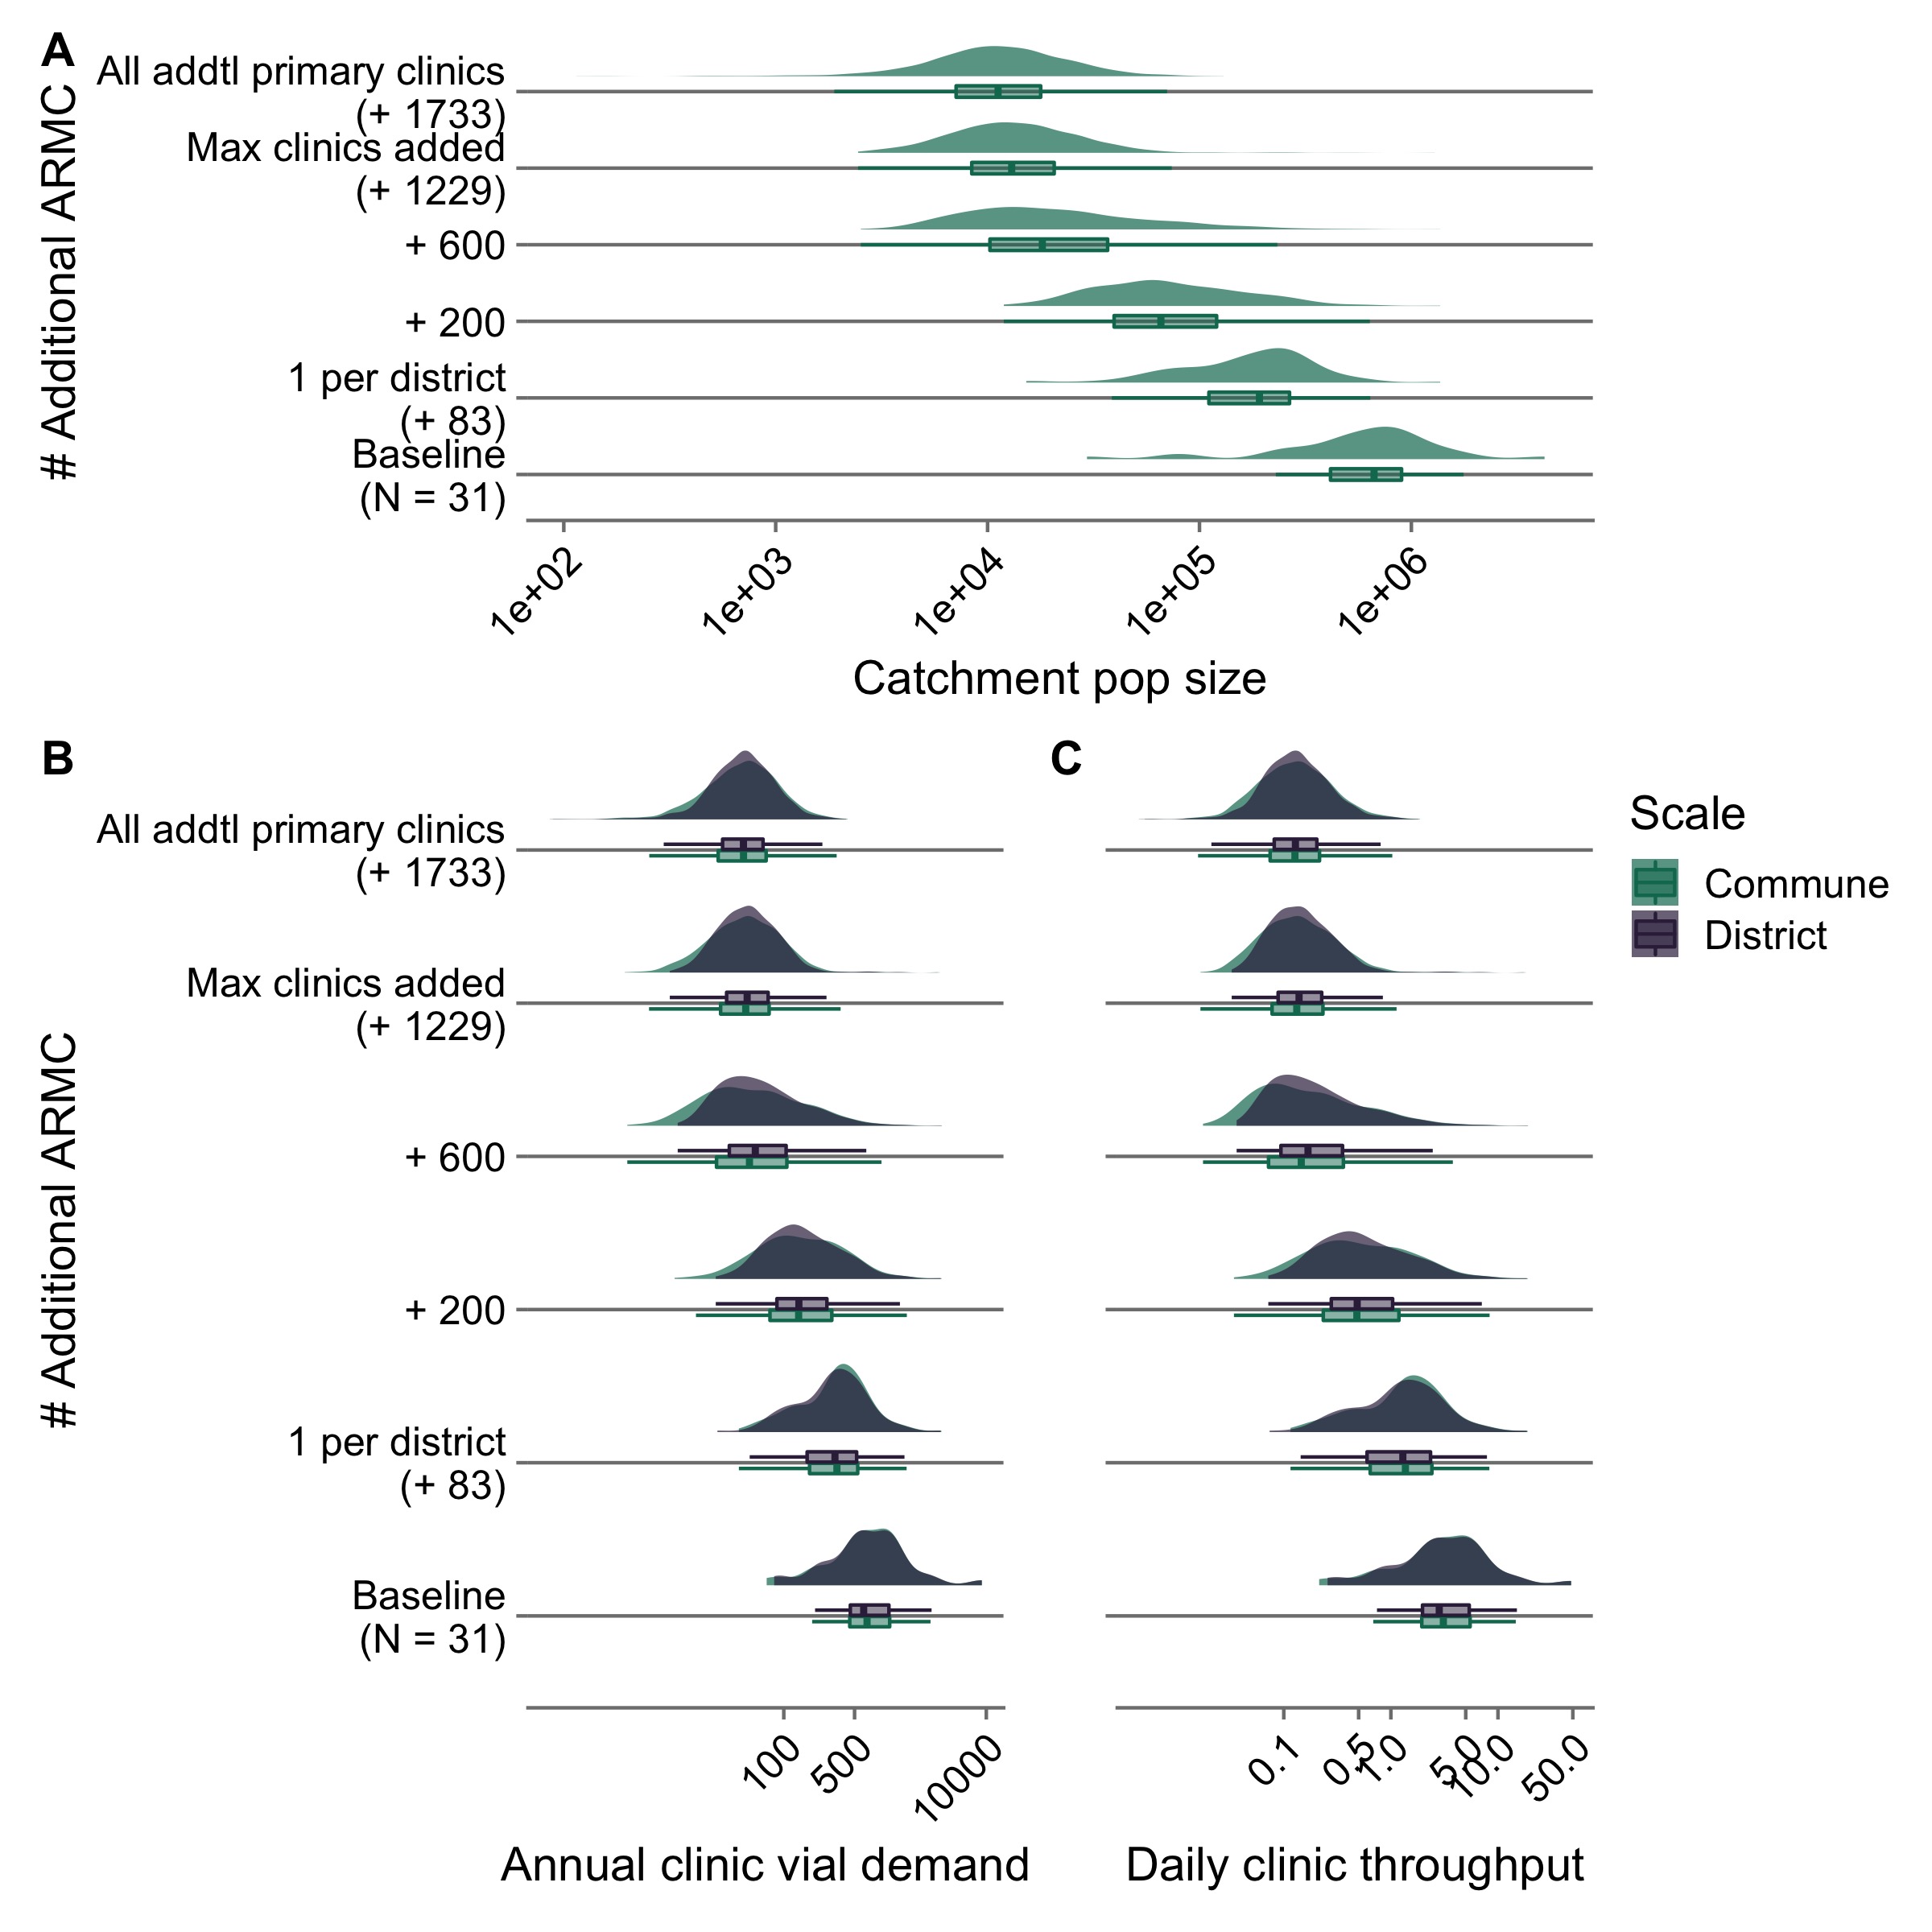 A
# Additional ARMC
All addtl primary clinics
(+ 1733)
Max clinics added
(+ 1229)
+ 600
+ 200
1 per district
(+ 83)
Baseline
(N = 31)
1e+02
1e+03
1e+04
1e+05
1e+06
Catchment pop size
B
# Additional ARMC
All addtl primary clinics
(+ 1733)
Max clinics added
(+ 1229)
+ 600
+ 200
1 per district
(+ 83)
Baseline
(N = 31)
100
500
10000
Annual clinic vial demand
C
0.1
0.5
1.0
5.0
10.0
50.0
Daily clinic throughput
Scale
Commune
District